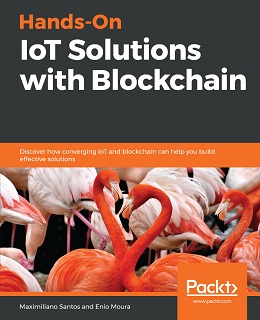 Hands-On
IoT Solutions
with Blockchain
Discover how converging IoT and blockchain can help you build
effective solutions
Maximiliano Santos and Enio Moura
Packt>
www.packt.com